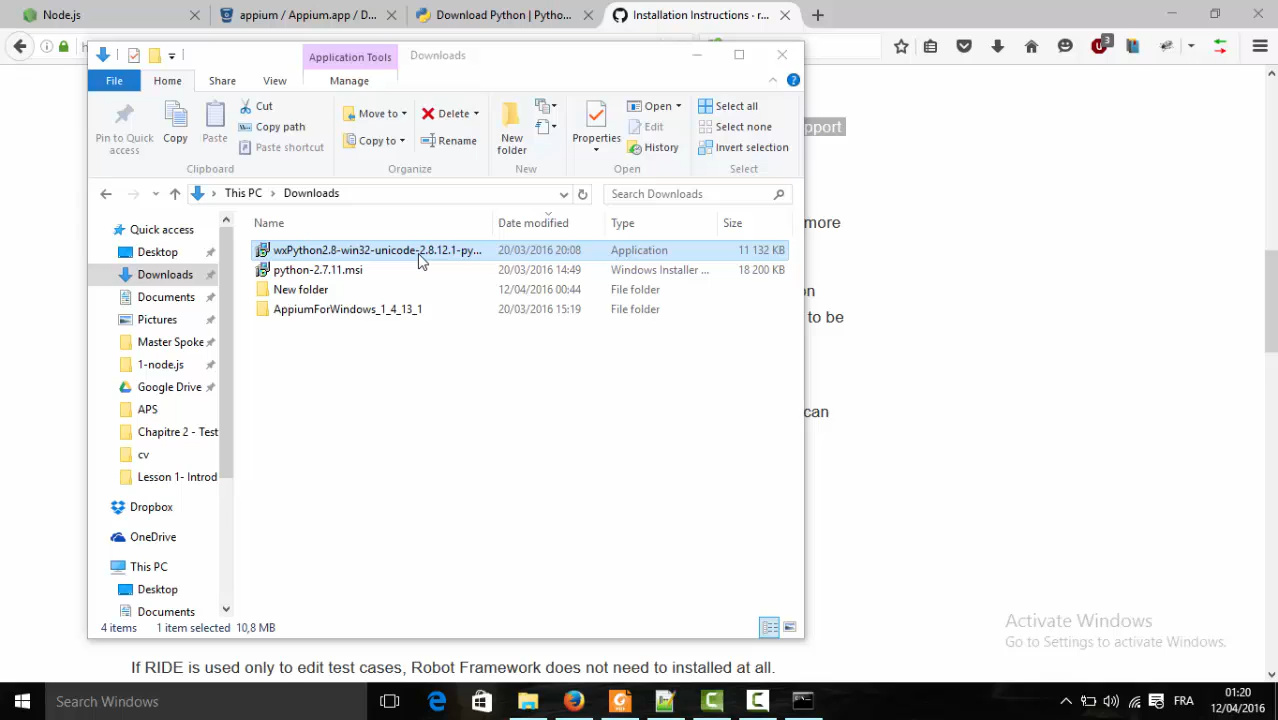 Node.js
appium / Appium.app / D...
Download Python | Python...
Installation Instructions · r...
3
Application Tools
Downloads
File
Home
Share
View
Manage
Pin to Quick access
Copy
Paste
Cut
Copy path
Paste shortcut
Clipboard
Move to
Copy to
Delete
Rename
Organize
New folder
New
Properties
Open
Edit
History
Open
Select all
Select none
Invert selection
Select
This PC
Downloads
Search Downloads
Name
Date modified
Type
Size
wxPython2.8-win32-unicode-2.8.12.1-py... 20/03/2016 20:08 Application 11 132 KB
python-2.7.11.msi 20/03/2016 14:49 Windows Installer ... 18 200 KB
New folder 12/04/2016 00:44 File folder
AppiumForWindows_1_4_13_1 20/03/2016 15:19 File folder
Quick access
Desktop
Downloads
Documents
Pictures
Master Spoke
1-node.js
Google Drive
APS
Chapitre 2 - Test
cv
Lesson 1- Introd
Dropbox
OneDrive
This PC
Desktop
Documents
4 items 1 item selected 10,8 MB
pport
more
on
to be
can
If RIDE is used only to edit test cases, Robot Framework does not need to installed at all.
Activate Windows
Go to Settings to activate Windows.
Search Windows
FRA
01:20
12/04/2016